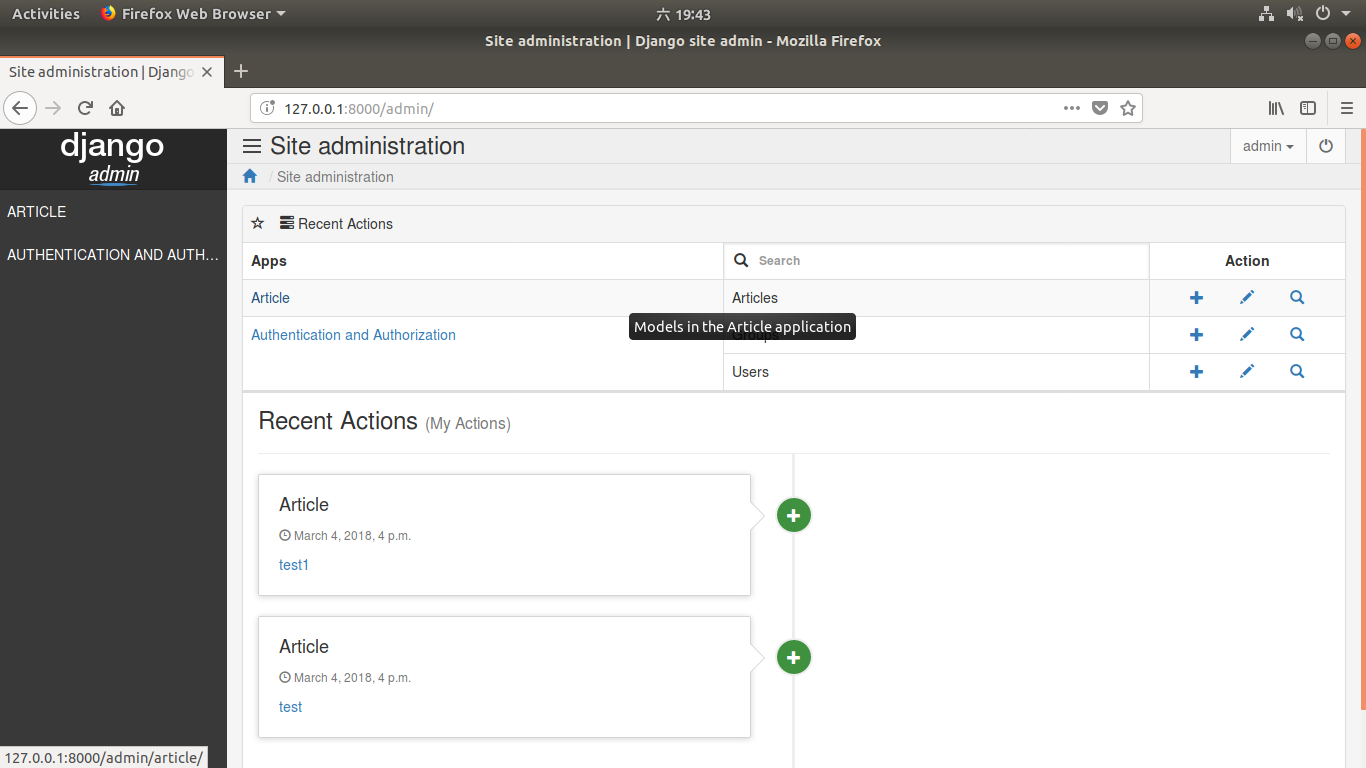 Activities Firefox Web Browser 六 19:43
Site administration | Django site admin - Mozilla Firefox
Site administration | Django
127.0.0.1:8000/admin/
django
admin
Site administration admin
/ Site administration
ARTICLE
AUTHENTICATION AND AUTH...
Recent Actions
Apps Search Action
Article Articles
Models in the Article application
Authentication and Authorization Groups
Users
Recent Actions (My Actions)
Article
March 4, 2018, 4 p.m.
test1
Article
March 4, 2018, 4 p.m.
test
127.0.0.1:8000/admin/article/